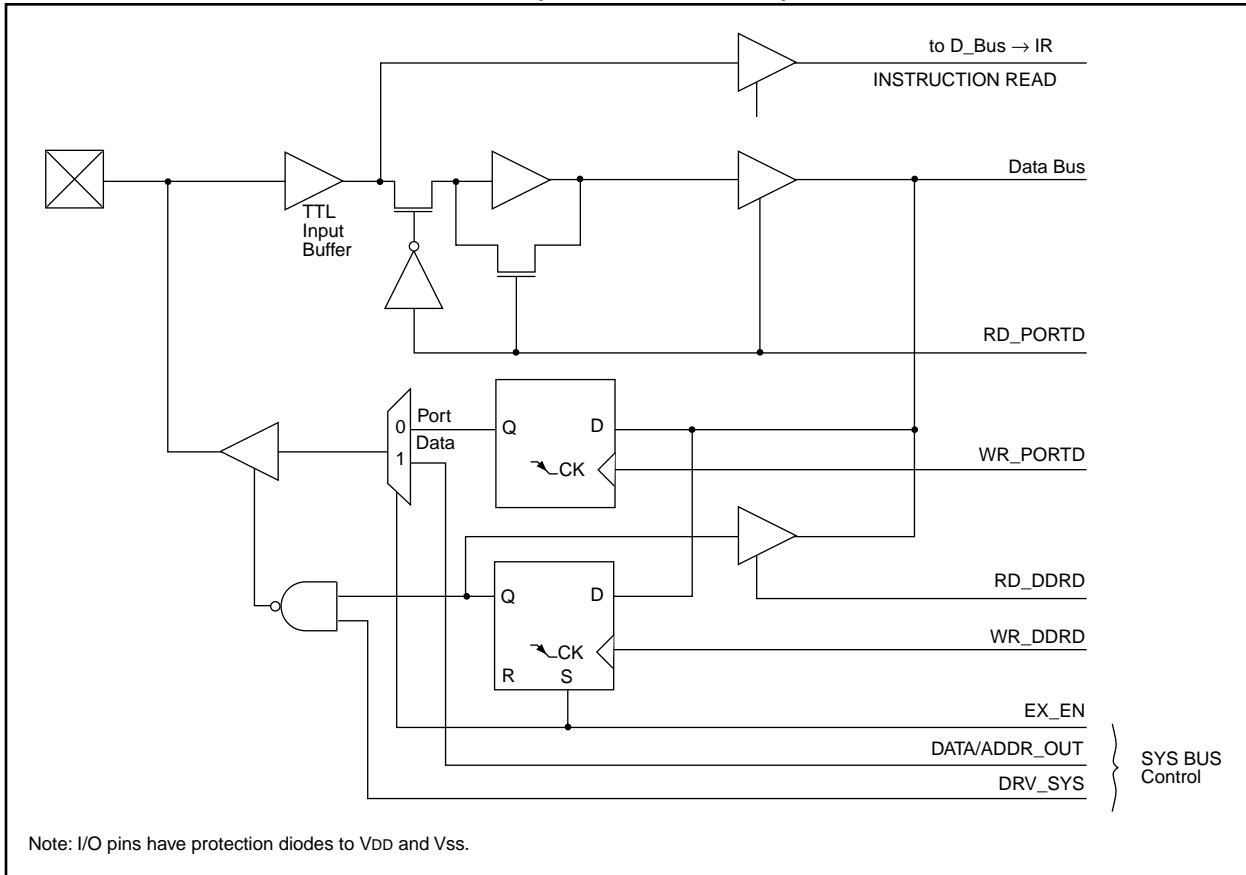 to D_Bus → IR
INSTRUCTION READ
Data Bus
TTL
Input
Buffer
RD_PORTD
0
Port
Data
1
Q
D
CK
WR_PORTD
Q
D
RD_DDRD
CK
WR_DDRD
R
S
EX_EN
DATA/ADDR_OUT
DRV_SYS
SYS BUS
Control
Note: I/O pins have protection diodes to VDD and Vss.